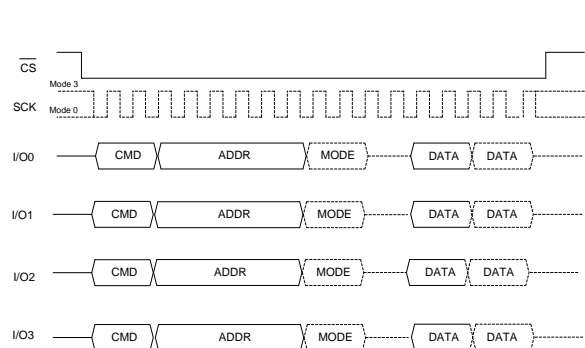 CS
Mode 3
SCK Mode 0
I/O0 CMD ADDR MODE DATA DATA
I/O1 CMD ADDR MODE DATA DATA
I/O2 CMD ADDR MODE DATA DATA
I/O3 CMD ADDR MODE DATA DATA